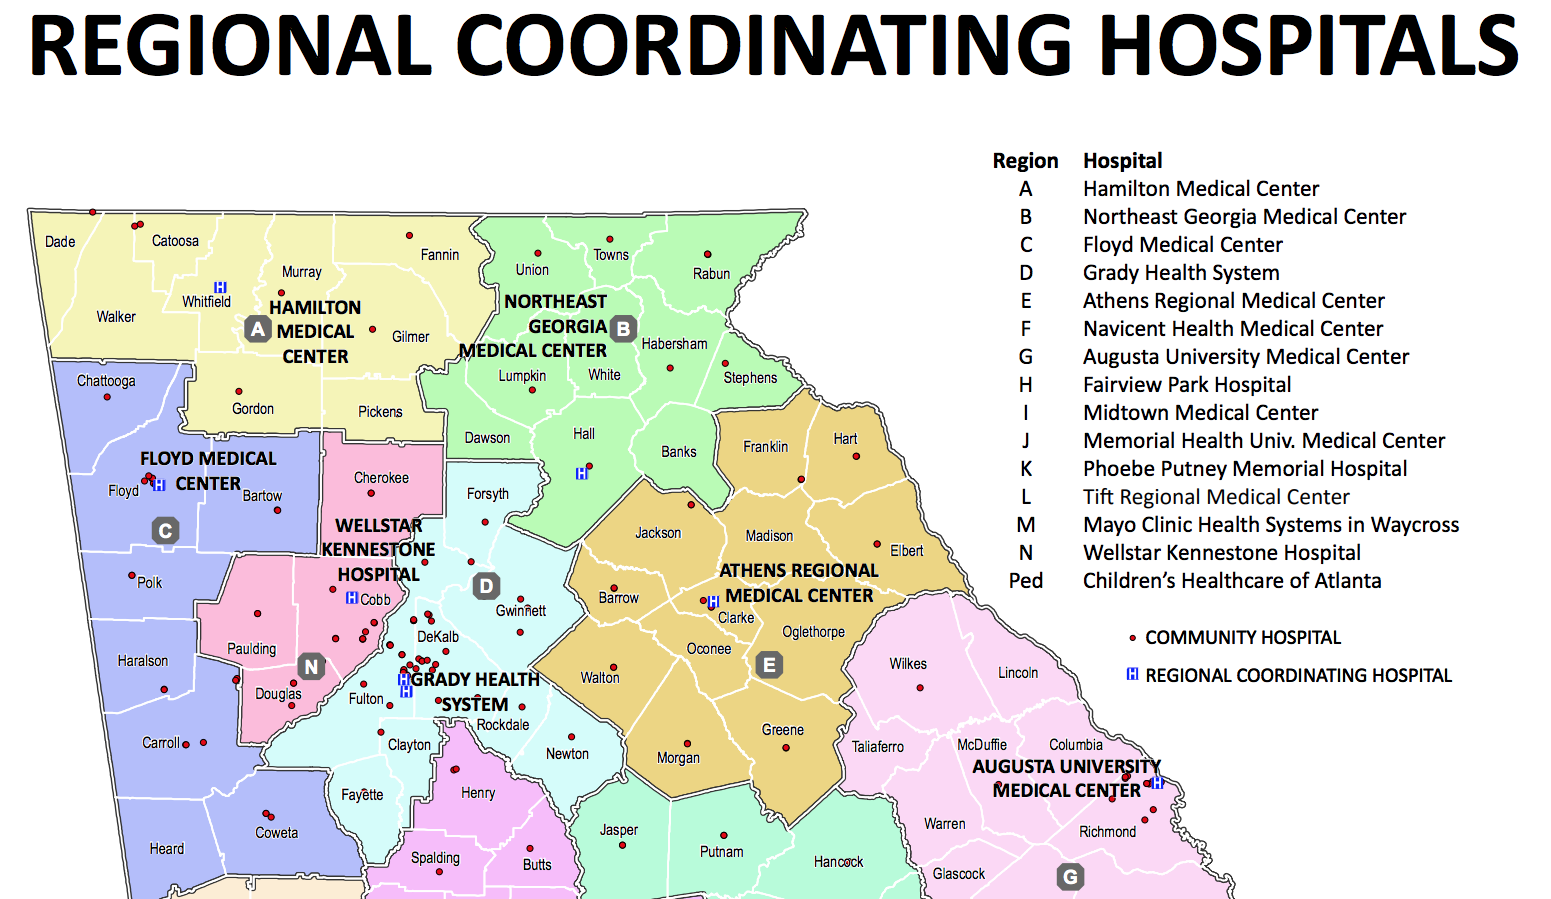 REGIONAL COORDINATING HOSPITALS
Region Hospital
A Hamilton Medical Center
B Northeast Georgia Medical Center
C Floyd Medical Center
D Grady Health System
E Athens Regional Medical Center
F Navicent Health Medical Center
G Augusta University Medical Center
H Fairview Park Hospital
I Midtown Medical Center
J Memorial Health Univ. Medical Center
K Phoebe Putney Memorial Hospital
L Tift Regional Medical Center
M Mayo Clinic Health Systems in Waycross
N Wellstar Kennestone Hospital
Ped Children's Healthcare of Atlanta
COMMUNITY HOSPITAL
H REGIONAL COORDINATING HOSPITAL
Dade
Catoosa
Murray
Fannin
Whitfield
H
Walker
Gilmer
HAMILTON
A MEDICAL
CENTER
Gordon
Pickens
Union
Towns
Rabun
NORTHEAST
GEORGIA B
MEDICAL CENTER
Habersham
Lumpkin
White
Stephens
Dawson
Hall
Banks
H
Chattooga
FLOYD MEDICAL
CENTER
Floyd
H
Bartow
C
Polk
Haralson
Carroll
Heard
Coweta
Cherokee
WELLSTAR
KENNESTONE
HOSPITAL
H
Cobb
Paulding
N
Douglas
Forsyth
D
Gwinnett
DeKalb
H
H
GRADY HEALTH
SYSTEM
Fulton
Rockdale
Clayton
Newton
Fayette
Franklin
Hart
Jackson
Madison
Elbert
ATHENS REGIONAL
MEDICAL CENTER
Barrow
H
Clarke
Oglethorpe
Oconee
E
Walton
Greene
Morgan
Wilkes
Lincoln
Taliaferro
McDuffie
Columbia
AUGUSTA UNIVERSITY
MEDICAL CENTER
H
Warren
Richmond
Glascock
G
Henry
Spalding
Butts
Jasper
Putnam
Hancock